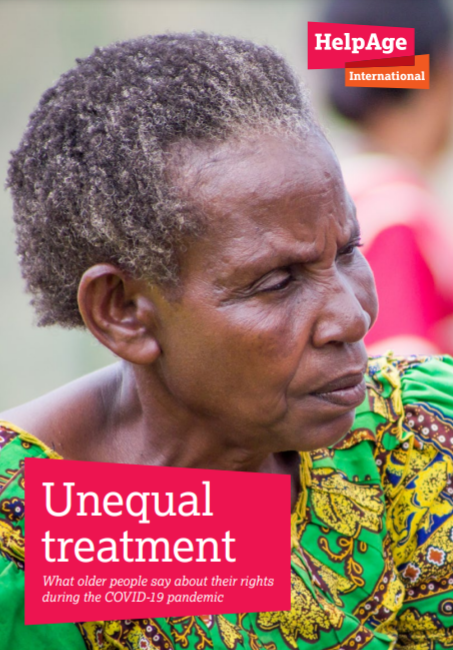 HelpAge
International
Unequal
treatment
What older people say about their rights
during the COVID-19 pandemic